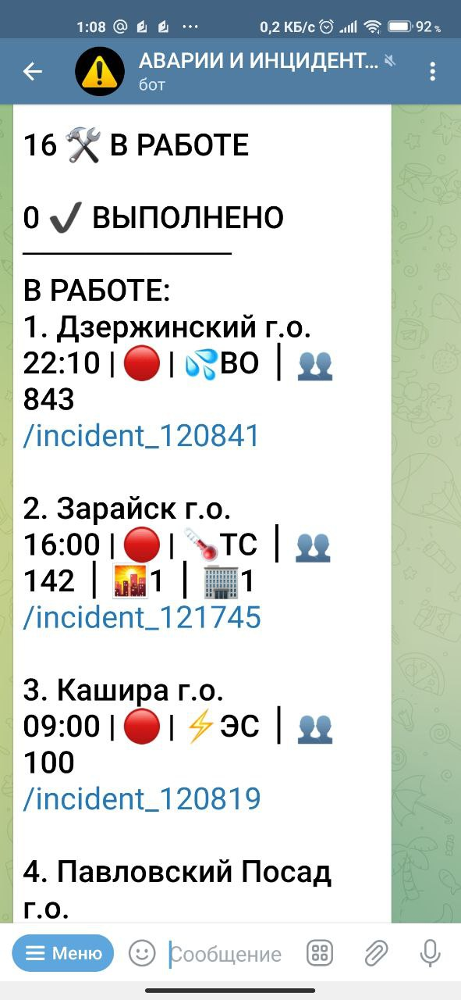 1:08 @ ... 0,2 КБ/с 92%
АВАРИИ И ИНЦИДЕНТ...
бот
16 🛠 В РАБОТЕ
0 ✔ ВЫПОЛНЕНО
В РАБОТЕ:
1. Дзержинский г.о.
22:10 | 🔴 | 💦ВО | 👥
843
/incident_120841
2. Зарайск г.о.
16:00 | 🔴 | 🌡ТС | 👥
142 | 🌇1 | 🏢1
/incident_121745
3. Кашира г.о.
09:00 | 🔴 | ⚡ЭС | 👥
100
/incident_120819
4. Павловский Посад
г.о.
Меню Сообщение